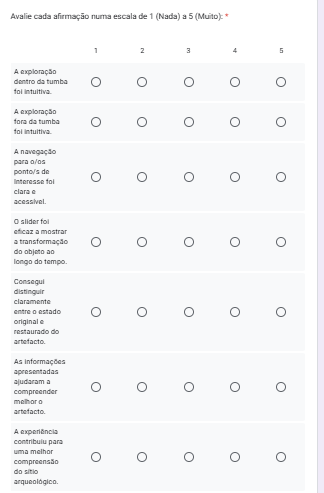 Avalie cada afirmação numa escala de 1 (Nada) a 5 (Muito): *
1 2 3 4 5
A exploração
dentro da tumba
foi intuitiva.
A exploração
fora da tumba
foi intuitiva.
A navegação
para o/os
ponto/s de
interesse foi
clara e
acessível.
O slider foi
eficaz a mostrar
a transformação
do objeto ao
longo do tempo.
Consegui
distinguir
claramente
entre o estado
original e
restaurado do
artefacto.
As informações
apresentadas
ajudaram a
compreender
melhor o
artefacto.
A experiência
contribuiu para
uma melhor
compreensão
do sítio
arqueológico.